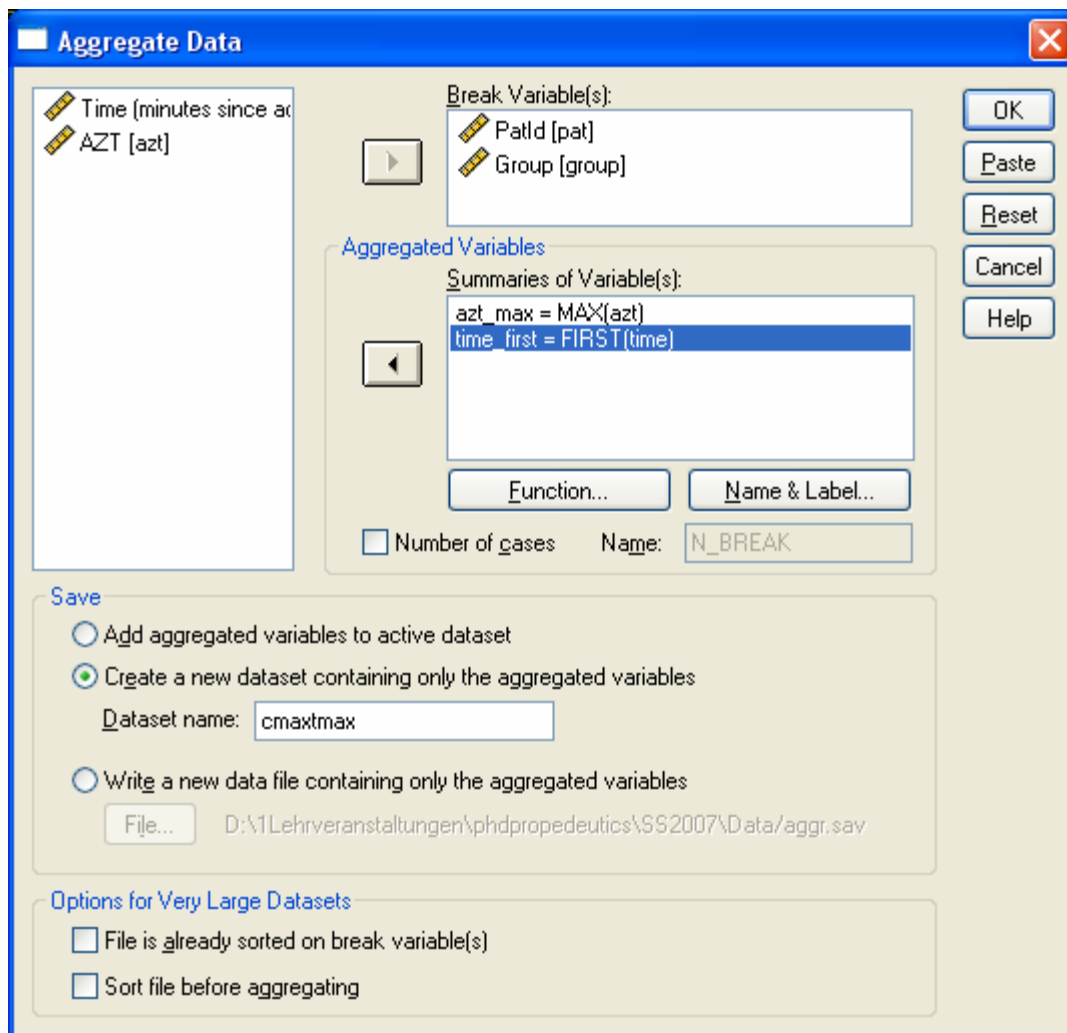 Aggregate Data
Time (minutes since ad
AZT [azt]
Break Variable(s):
PatId [pat]
Group [group]
OK
Paste
Reset
Cancel
Help
Aggregated Variables
Summaries of Variable(s):
azt_max = MAX(azt)
time_first = FIRST(time)
Function...
Name & Label...
Number of cases
Name:
N_BREAK
Save
Add aggregated variables to active dataset
Create a new dataset containing only the aggregated variables
Dataset name:
cmaxtmax
Write a new data file containing only the aggregated variables
File...
D:\1Lehrveranstaltungen\phdpropedeutics\SS2007\Data/aggr.sav
Options for Very Large Datasets
File is already sorted on break variable(s)
Sort file before aggregating